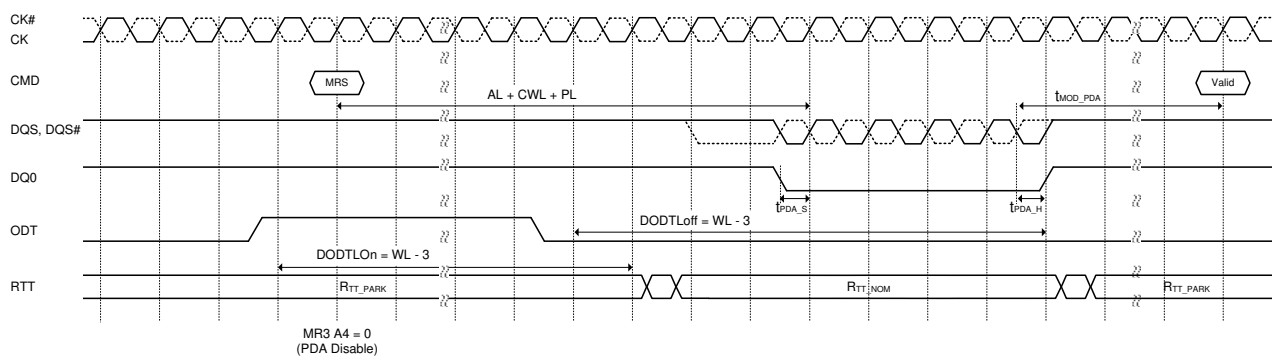 CK#
CK
CMD
MRS
Valid
AL + CWL + PL
tMOD_PDA
DQS, DQS#
DQ0
tPDA_S
tPDA_H
ODT
DODTLoff = WL - 3
DODTLOn = WL - 3
RTT
RTT_PARK
RTT_NOM
RTT_PARK
MR3 A4 = 0
(PDA Disable)